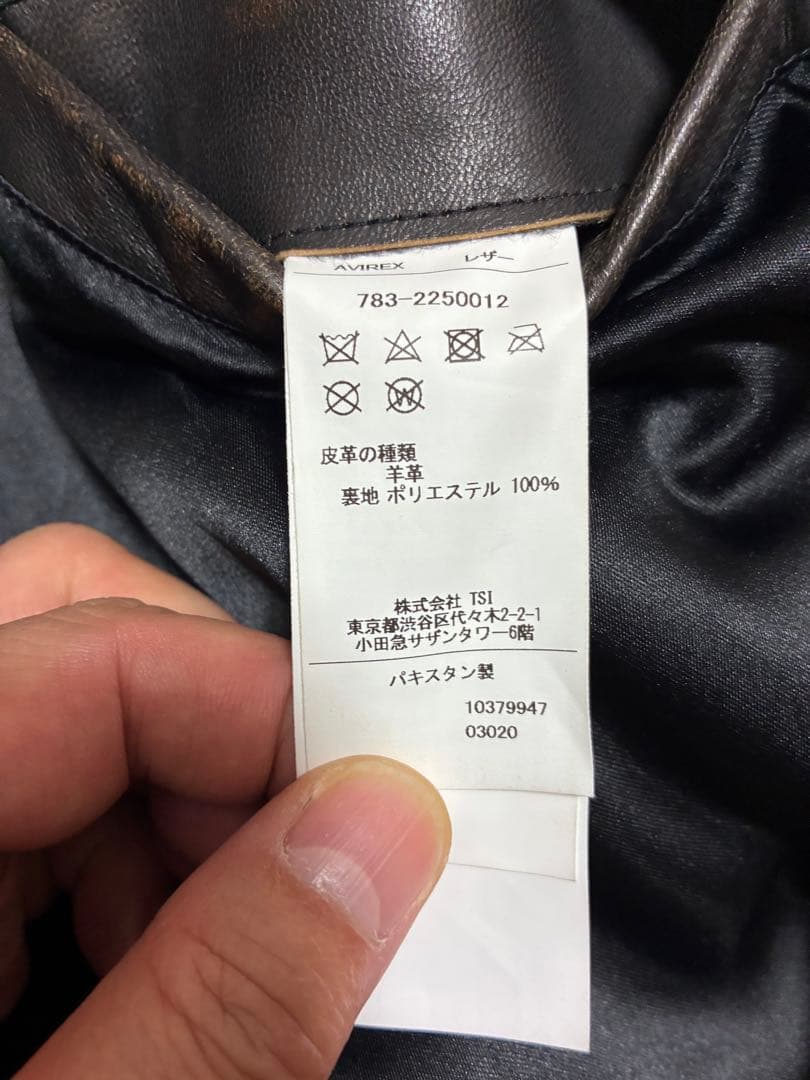 AVIREX レザー
783-2250012
皮革の種類
羊革
裏地 ポリエステル 100%
株式会社 TSI
東京都渋谷区代々木2-2-1
小田急サザンタワー6階
パキスタン製
10379947
03020